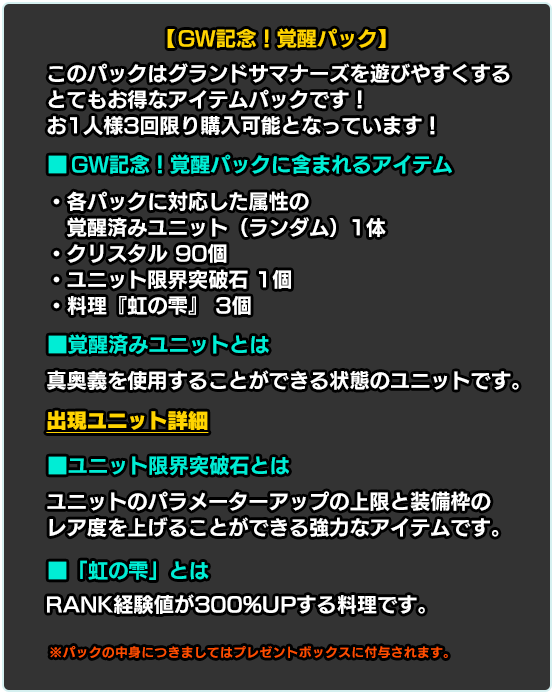 【GW記念！覚醒パック】
このパックはグランドサマナーズを遊びやすくする
とてもお得なアイテムパックです！
お1人様3回限り購入可能となっています！
■GW記念！覚醒パックに含まれるアイテム
・各パックに対応した属性の
覚醒済みユニット（ランダム）1体
・クリスタル 90個
・ユニット限界突破石 1個
・料理『虹の雫』 3個
■覚醒済みユニットとは
真奥義を使用することができる状態のユニットです。
出現ユニット詳細
■ユニット限界突破石とは
ユニットのパラメーターアップの上限と装備枠の
レア度を上げることができる強力なアイテムです。
■「虹の雫」とは
RANK経験値が300%UPする料理です。
※パックの中身につきましてはプレゼントボックスに付与されます。